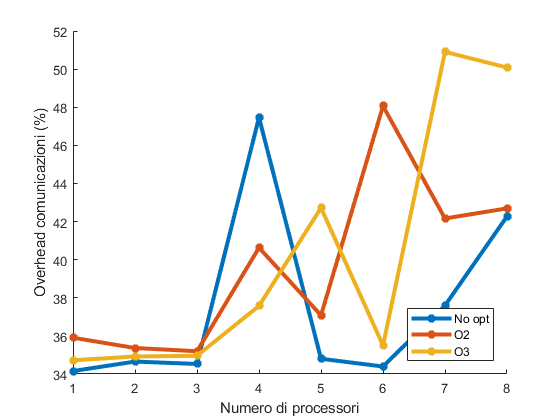 52
50
48
46
44
42
40
38
36
34
Overhead comunicazioni (%)
1 2 3 4 5 6 7 8
Numero di processori
No opt
O2
O3